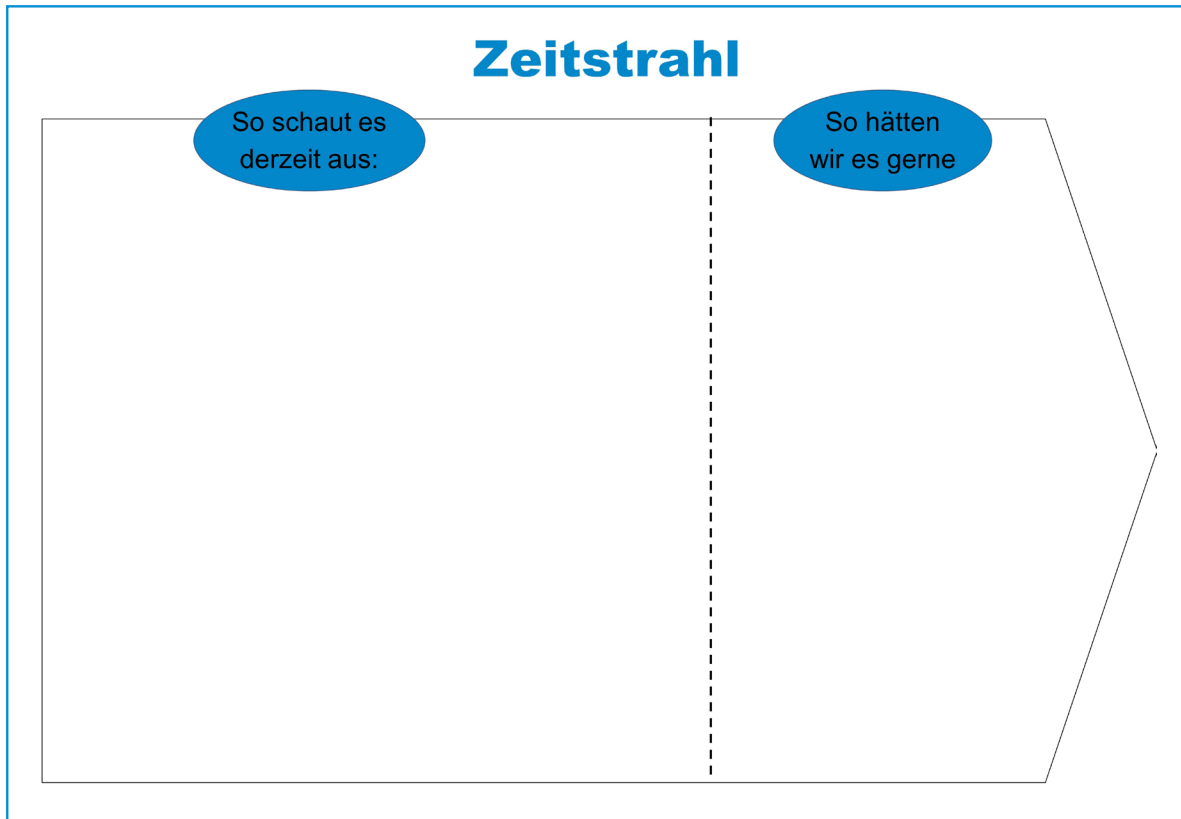 Zeitstrahl
So schaut es
derzeit aus:
So hätten
wir es gerne